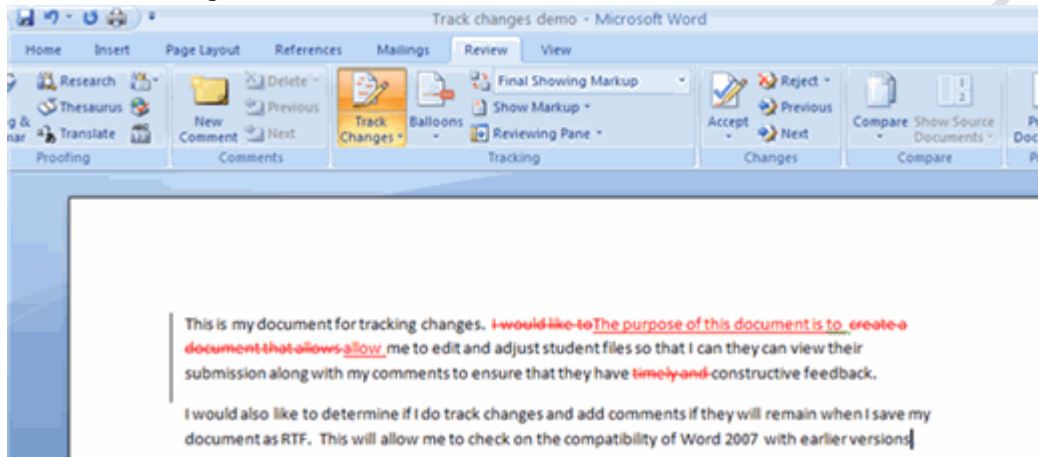 Track changes demo - Microsoft Word
Home Insert Page Layout References Mailings Review View
Research Delete Final Showing Markup Reject
Thesaurus Previous Show Markup Previous
Translate New Comment Next Track Changes Balloons Reviewing Pane Accept Next Compare Show Source Documents
Proofing Comments Tracking Changes Compare
This is my document for tracking changes. I would like toThe purpose of this document is to create a
document that allows allow me to edit and adjust student files so that I can they can view their
submission along with my comments to ensure that they have timely and constructive feedback.
I would also like to determine if I do track changes and add comments if they will remain when I save my
document as RTF. This will allow me to check on the compatibility of Word 2007 with earlier versions